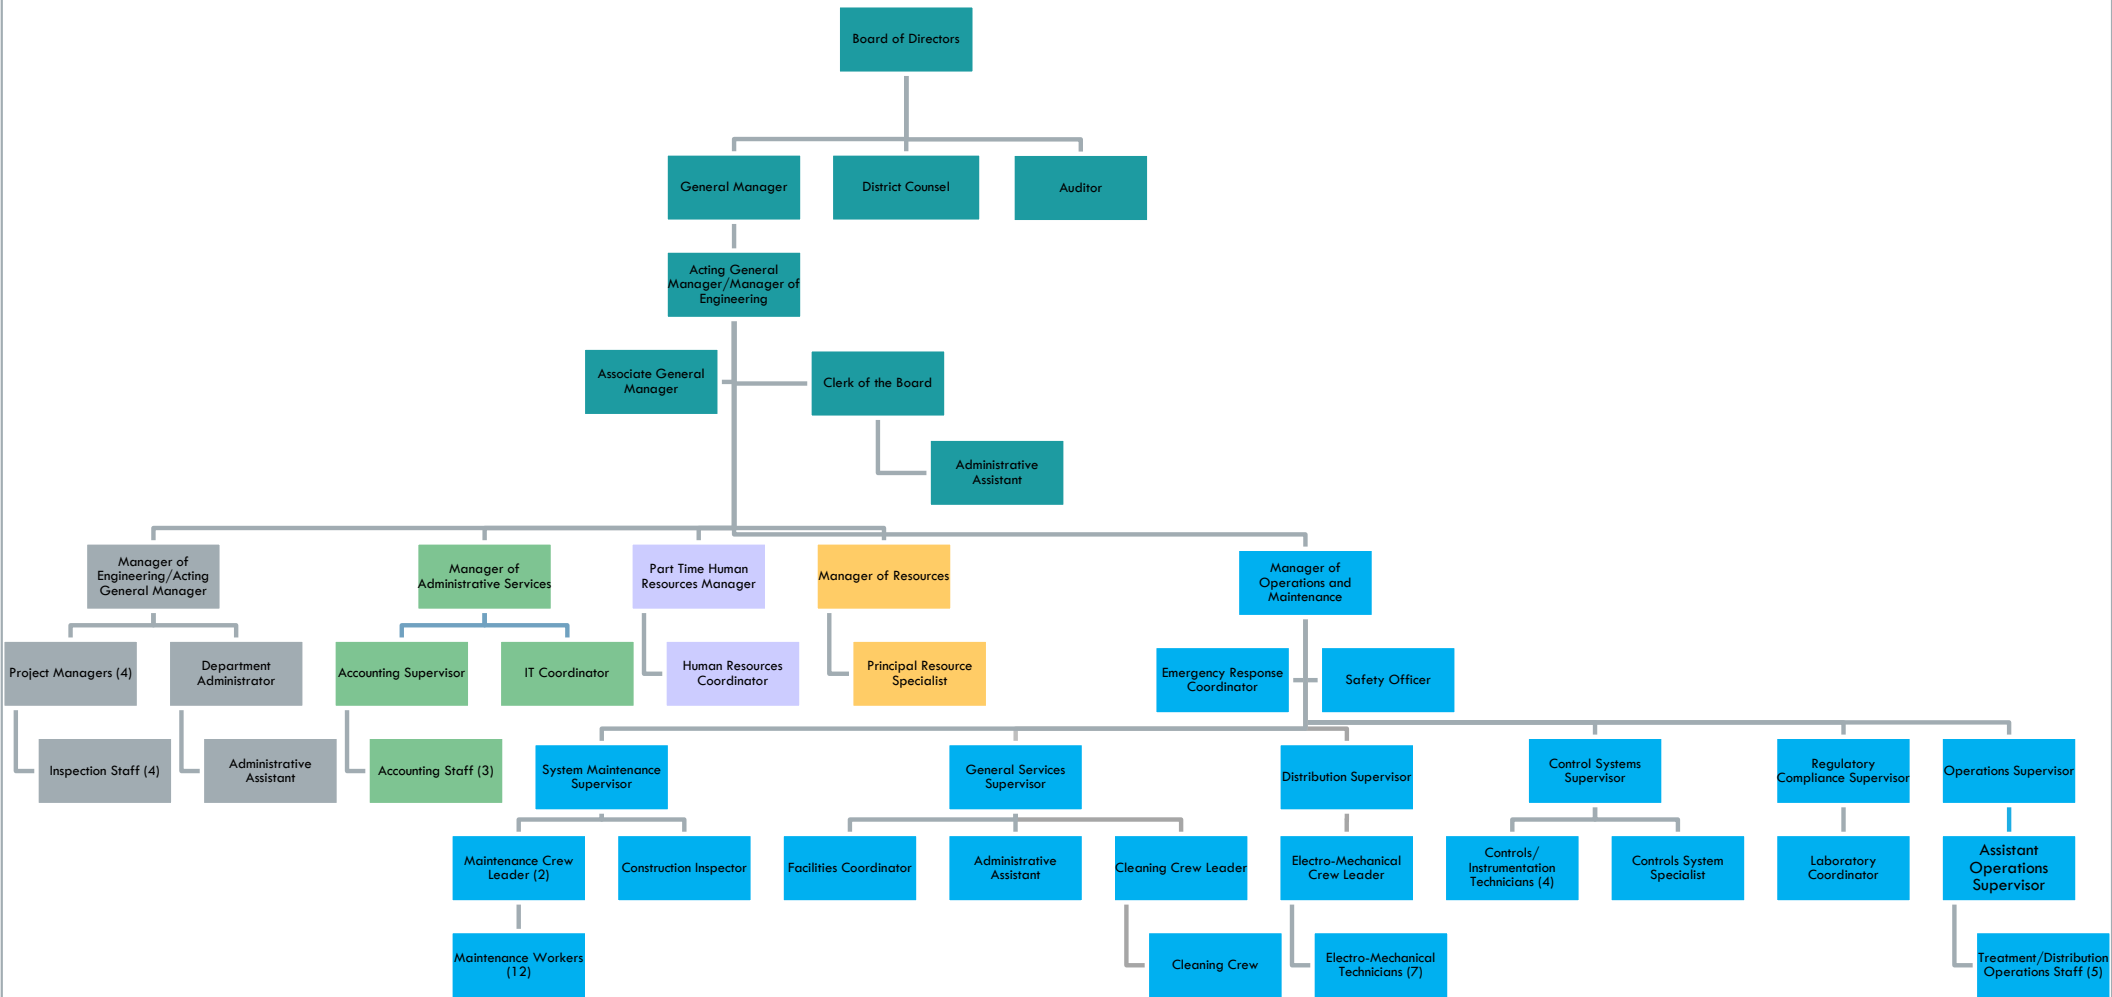 Board of Directors
General Manager
District Counsel
Auditor
Acting General
Manager/Manager of
Engineering
Associate General
Manager
Clerk of the Board
Administrative
Assistant
Manager of
Engineering/Acting
General Manager
Manager of
Administrative Services
Part Time Human
Resources Manager
Manager of Resources
Manager of
Operations and
Maintenance
Project Managers (4)
Department
Administrator
Accounting Supervisor
IT Coordinator
Human Resources
Coordinator
Principal Resource
Specialist
Emergency Response
Coordinator
Safety Officer
Inspection Staff (4)
Administrative
Assistant
Accounting Staff (3)
System Maintenance
Supervisor
General Services
Supervisor
Distribution Supervisor
Control Systems
Supervisor
Regulatory
Compliance Supervisor
Operations Supervisor
Maintenance Crew
Leader (2)
Construction Inspector
Facilities Coordinator
Administrative
Assistant
Cleaning Crew Leader
Electro-Mechanical
Crew Leader
Controls/
Instrumentation
Technicians (4)
Controls System
Specialist
Laboratory
Coordinator
Assistant
Operations
Supervisor
Maintenance Workers
(12)
Cleaning Crew
Electro-Mechanical
Technicians (7)
Treatment/Distribution
Operations Staff (5)